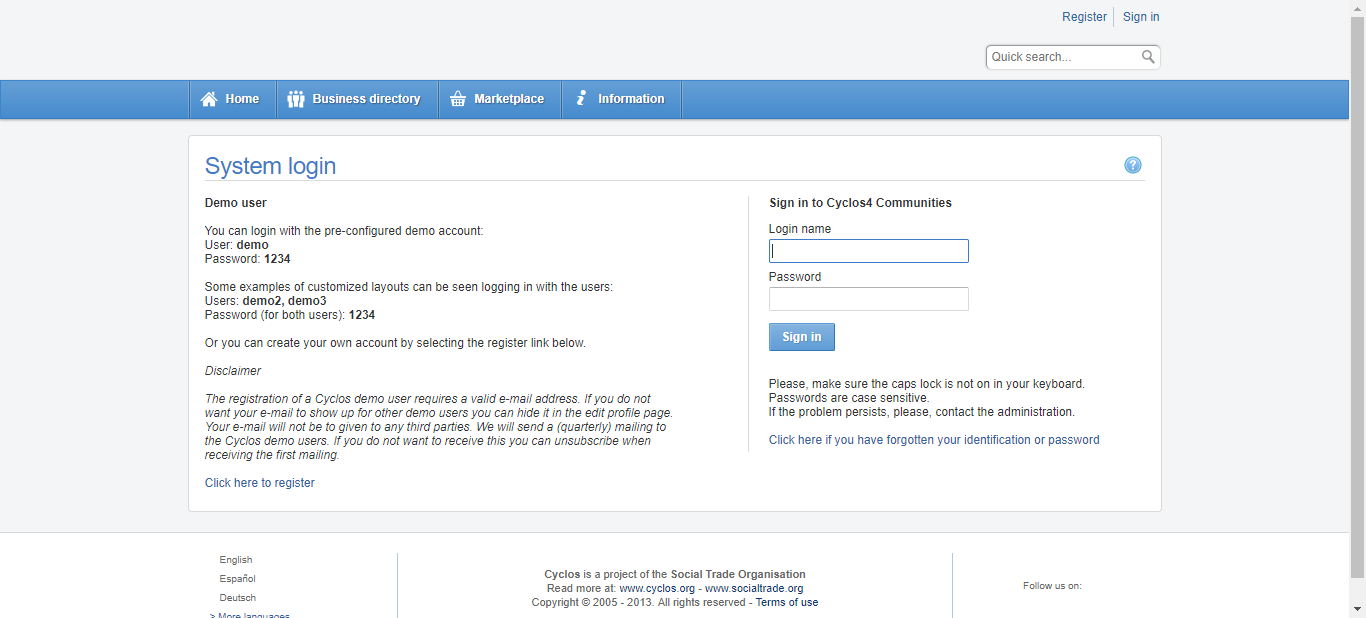 Register
Sign in
Quick search...
Home
Business directory
Marketplace
Information
System login
?
Demo user
You can login with the pre-configured demo account:
User: demo
Password: 1234
Some examples of customized layouts can be seen logging in with the users:
Users: demo2, demo3
Password (for both users): 1234
Or you can create your own account by selecting the register link below.
Disclaimer
The registration of a Cyclos demo user requires a valid e-mail address. If you do not
want your e-mail to show up for other demo users you can hide it in the edit profile page.
Your e-mail will not be to given to any third parties. We will send a (quarterly) mailing to
the Cyclos demo users. If you do not want to receive this you can unsubscribe when
receiving the first mailing.
Click here to register
Sign in to Cyclos4 Communities
Login name
Password
Sign in
Please, make sure the caps lock is not on in your keyboard.
Passwords are case sensitive.
If the problem persists, please, contact the administration.
Click here if you have forgotten your identification or password
English
Español
Deutsch
> More languages
Cyclos is a project of the Social Trade Organisation
Read more at: www.cyclos.org - www.socialtrade.org
Copyright © 2005 - 2013. All rights reserved - Terms of use
Follow us on: